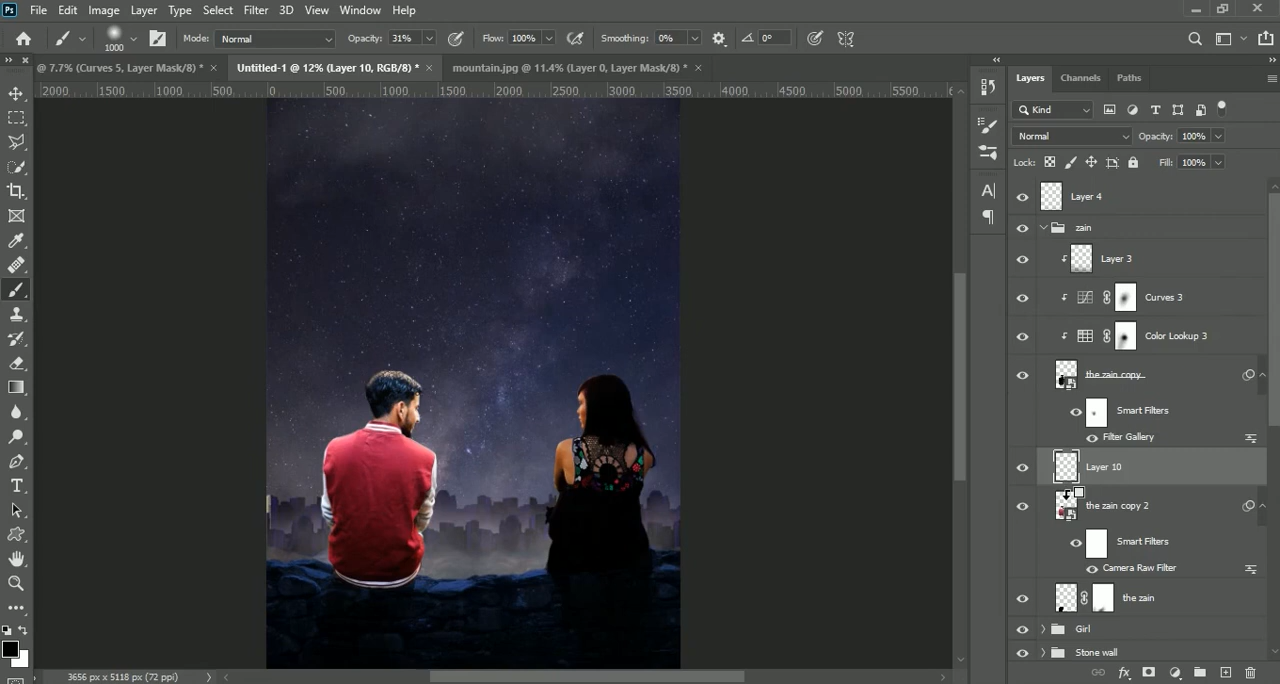 Ps File Edit Image Layer Type Select Filter 3D View Window Help
1000 Mode: Normal Opacity: 31% Flow: 100% Smoothing: 0% 0°
@ 7.7% (Curves 5, Layer Mask/8) * × Untitled-1 @ 12% (Layer 10, RGB/8) * × mountain.jpg @ 11.4% (Layer 0, Layer Mask/8) * ×
2000 1500 1000 500 0 500 1000 1500 2000 2500 3000 3500 4000 4500 5000 5500
Layers Channels Paths
Kind
Normal Opacity: 100%
Lock: Fill: 100%
Layer 4
zain
Layer 3
Curves 3
Color Lookup 3
the zain copy
Smart Filters
Filter Gallery
Layer 10
the zain copy 2
Smart Filters
Camera Raw Filter
the zain
Girl
Stone wall
3656 px x 5118 px (72 ppi)